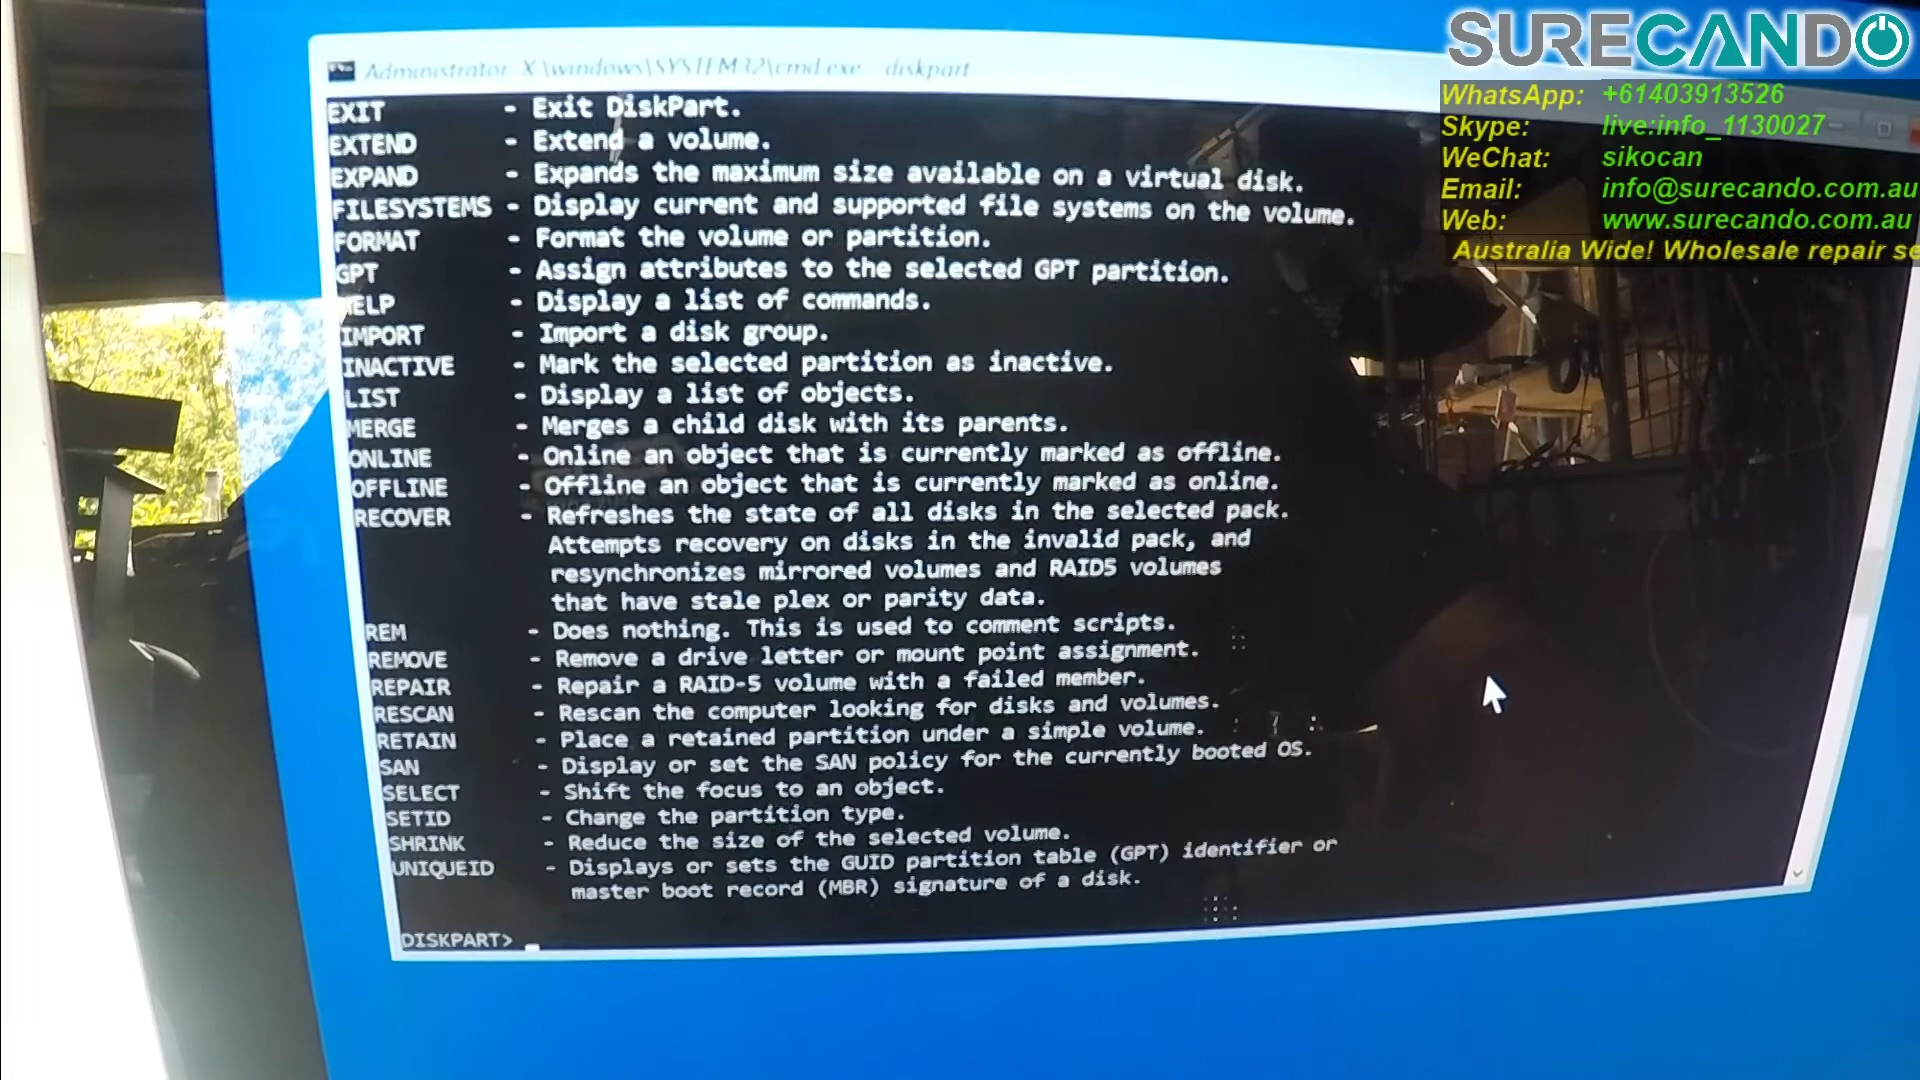 SURECANDO
WhatsApp: +61403913526
Skype: live:info_1130027
WeChat: sikocan
Email: info@surecando.com.au
Web: www.surecando.com.au
Australia Wide! Wholesale repair se
Administrator: X:\windows\SYSTEM32\cmd.exe - diskpart
EXIT - Exit DiskPart.
EXTEND - Extend a volume.
EXPAND - Expands the maximum size available on a virtual disk.
FILESYSTEMS - Display current and supported file systems on the volume.
FORMAT - Format the volume or partition.
GPT - Assign attributes to the selected GPT partition.
HELP - Display a list of commands.
IMPORT - Import a disk group.
INACTIVE - Mark the selected partition as inactive.
LIST - Display a list of objects.
MERGE - Merges a child disk with its parents.
ONLINE - Online an object that is currently marked as offline.
OFFLINE - Offline an object that is currently marked as online.
RECOVER - Refreshes the state of all disks in the selected pack.
Attempts recovery on disks in the invalid pack, and
resynchronizes mirrored volumes and RAID5 volumes
that have stale plex or parity data.
REM - Does nothing. This is used to comment scripts.
REMOVE - Remove a drive letter or mount point assignment.
REPAIR - Repair a RAID-5 volume with a failed member.
RESCAN - Rescan the computer looking for disks and volumes.
RETAIN - Place a retained partition under a simple volume.
SAN - Display or set the SAN policy for the currently booted OS.
SELECT - Shift the focus to an object.
SETID - Change the partition type.
SHRINK - Reduce the size of the selected volume.
UNIQUEID - Displays or sets the GUID partition table (GPT) identifier or
master boot record (MBR) signature of a disk.
DISKPART>